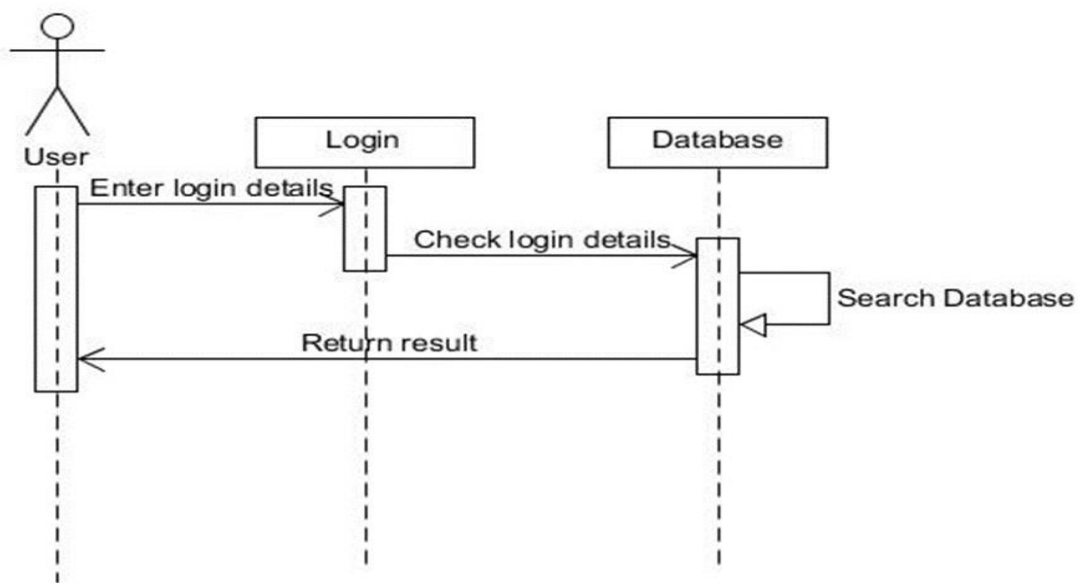 User
Login
Database
Enter login details
Check login details
Search Database
Return result